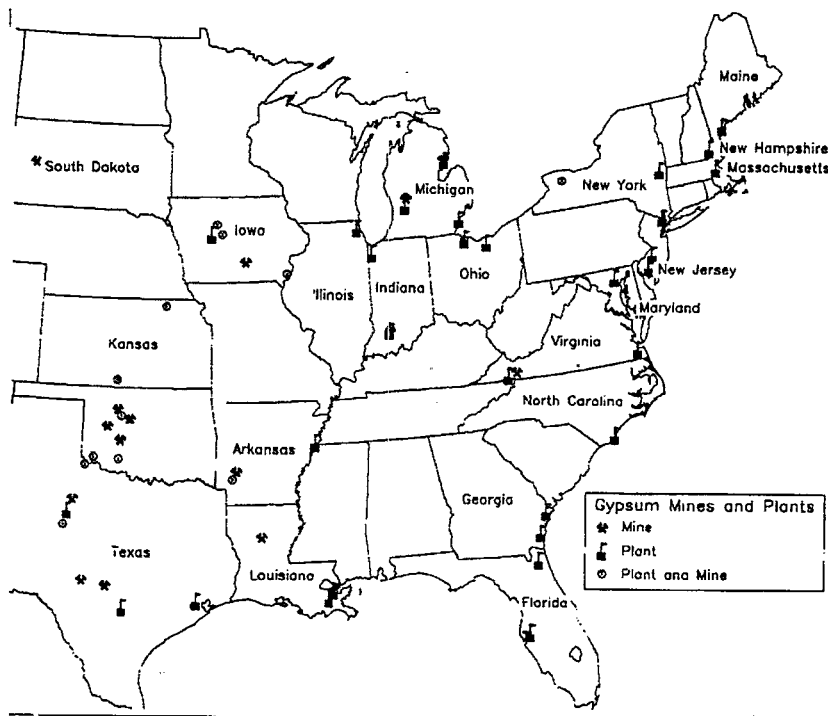 Maine
South Dakota
New Hampshire
Massachusetts
Michigan
New York
Iowa
Ohio
New Jersey
Illinois
Indiana
Maryland
Kansas
Virginia
North Carolina
Arkansas
Georgia
Gypsum Mines and Plants
Mine
Plant
Plant and Mine
Texas
Louisiana
Florida